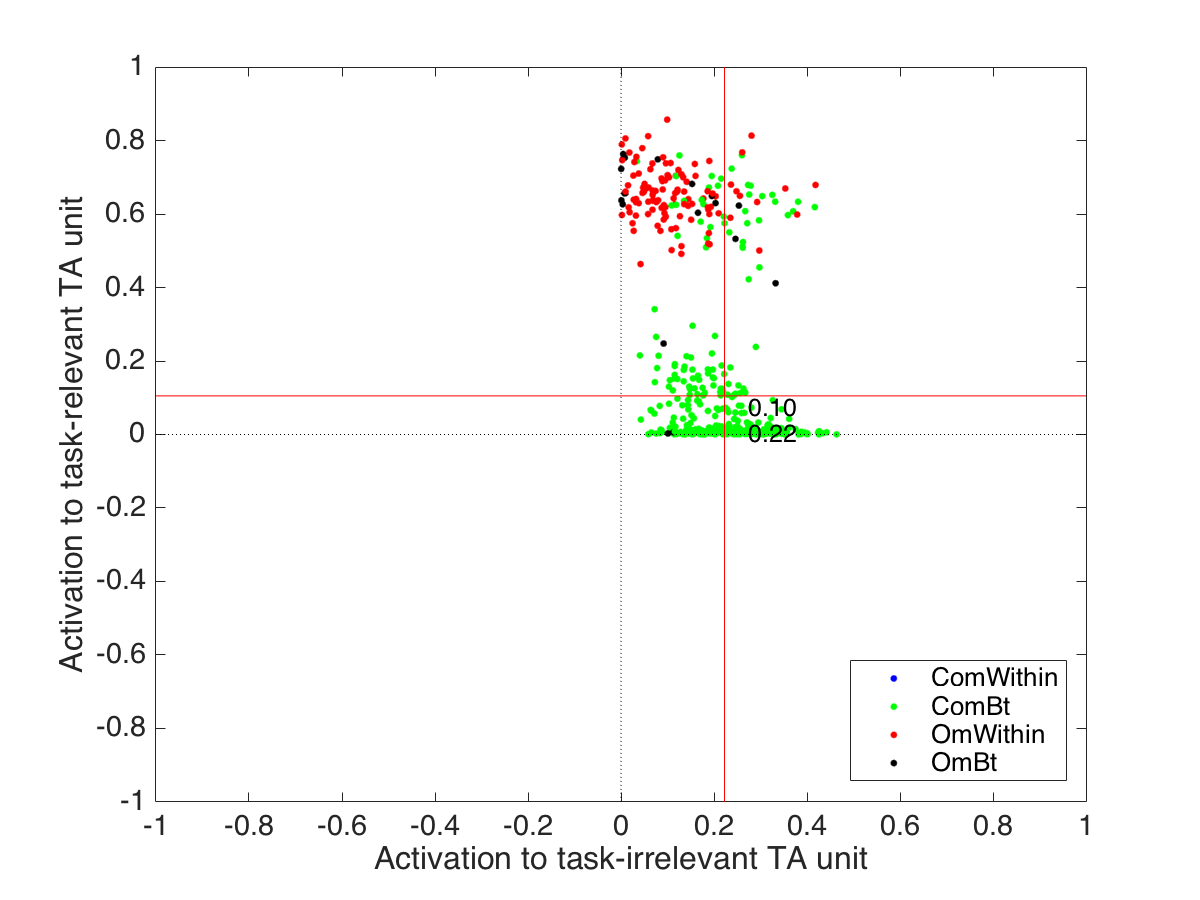 1
0.8
0.6
0.4
0.2
0
-0.2
-0.4
-0.6
-0.8
-1
Activation to task-relevant TA unit
0.10
0.22
ComWithin
ComBt
OmWithin
OmBt
-1 -0.8 -0.6 -0.4 -0.2 0 0.2 0.4 0.6 0.8 1
Activation to task-irrelevant TA unit